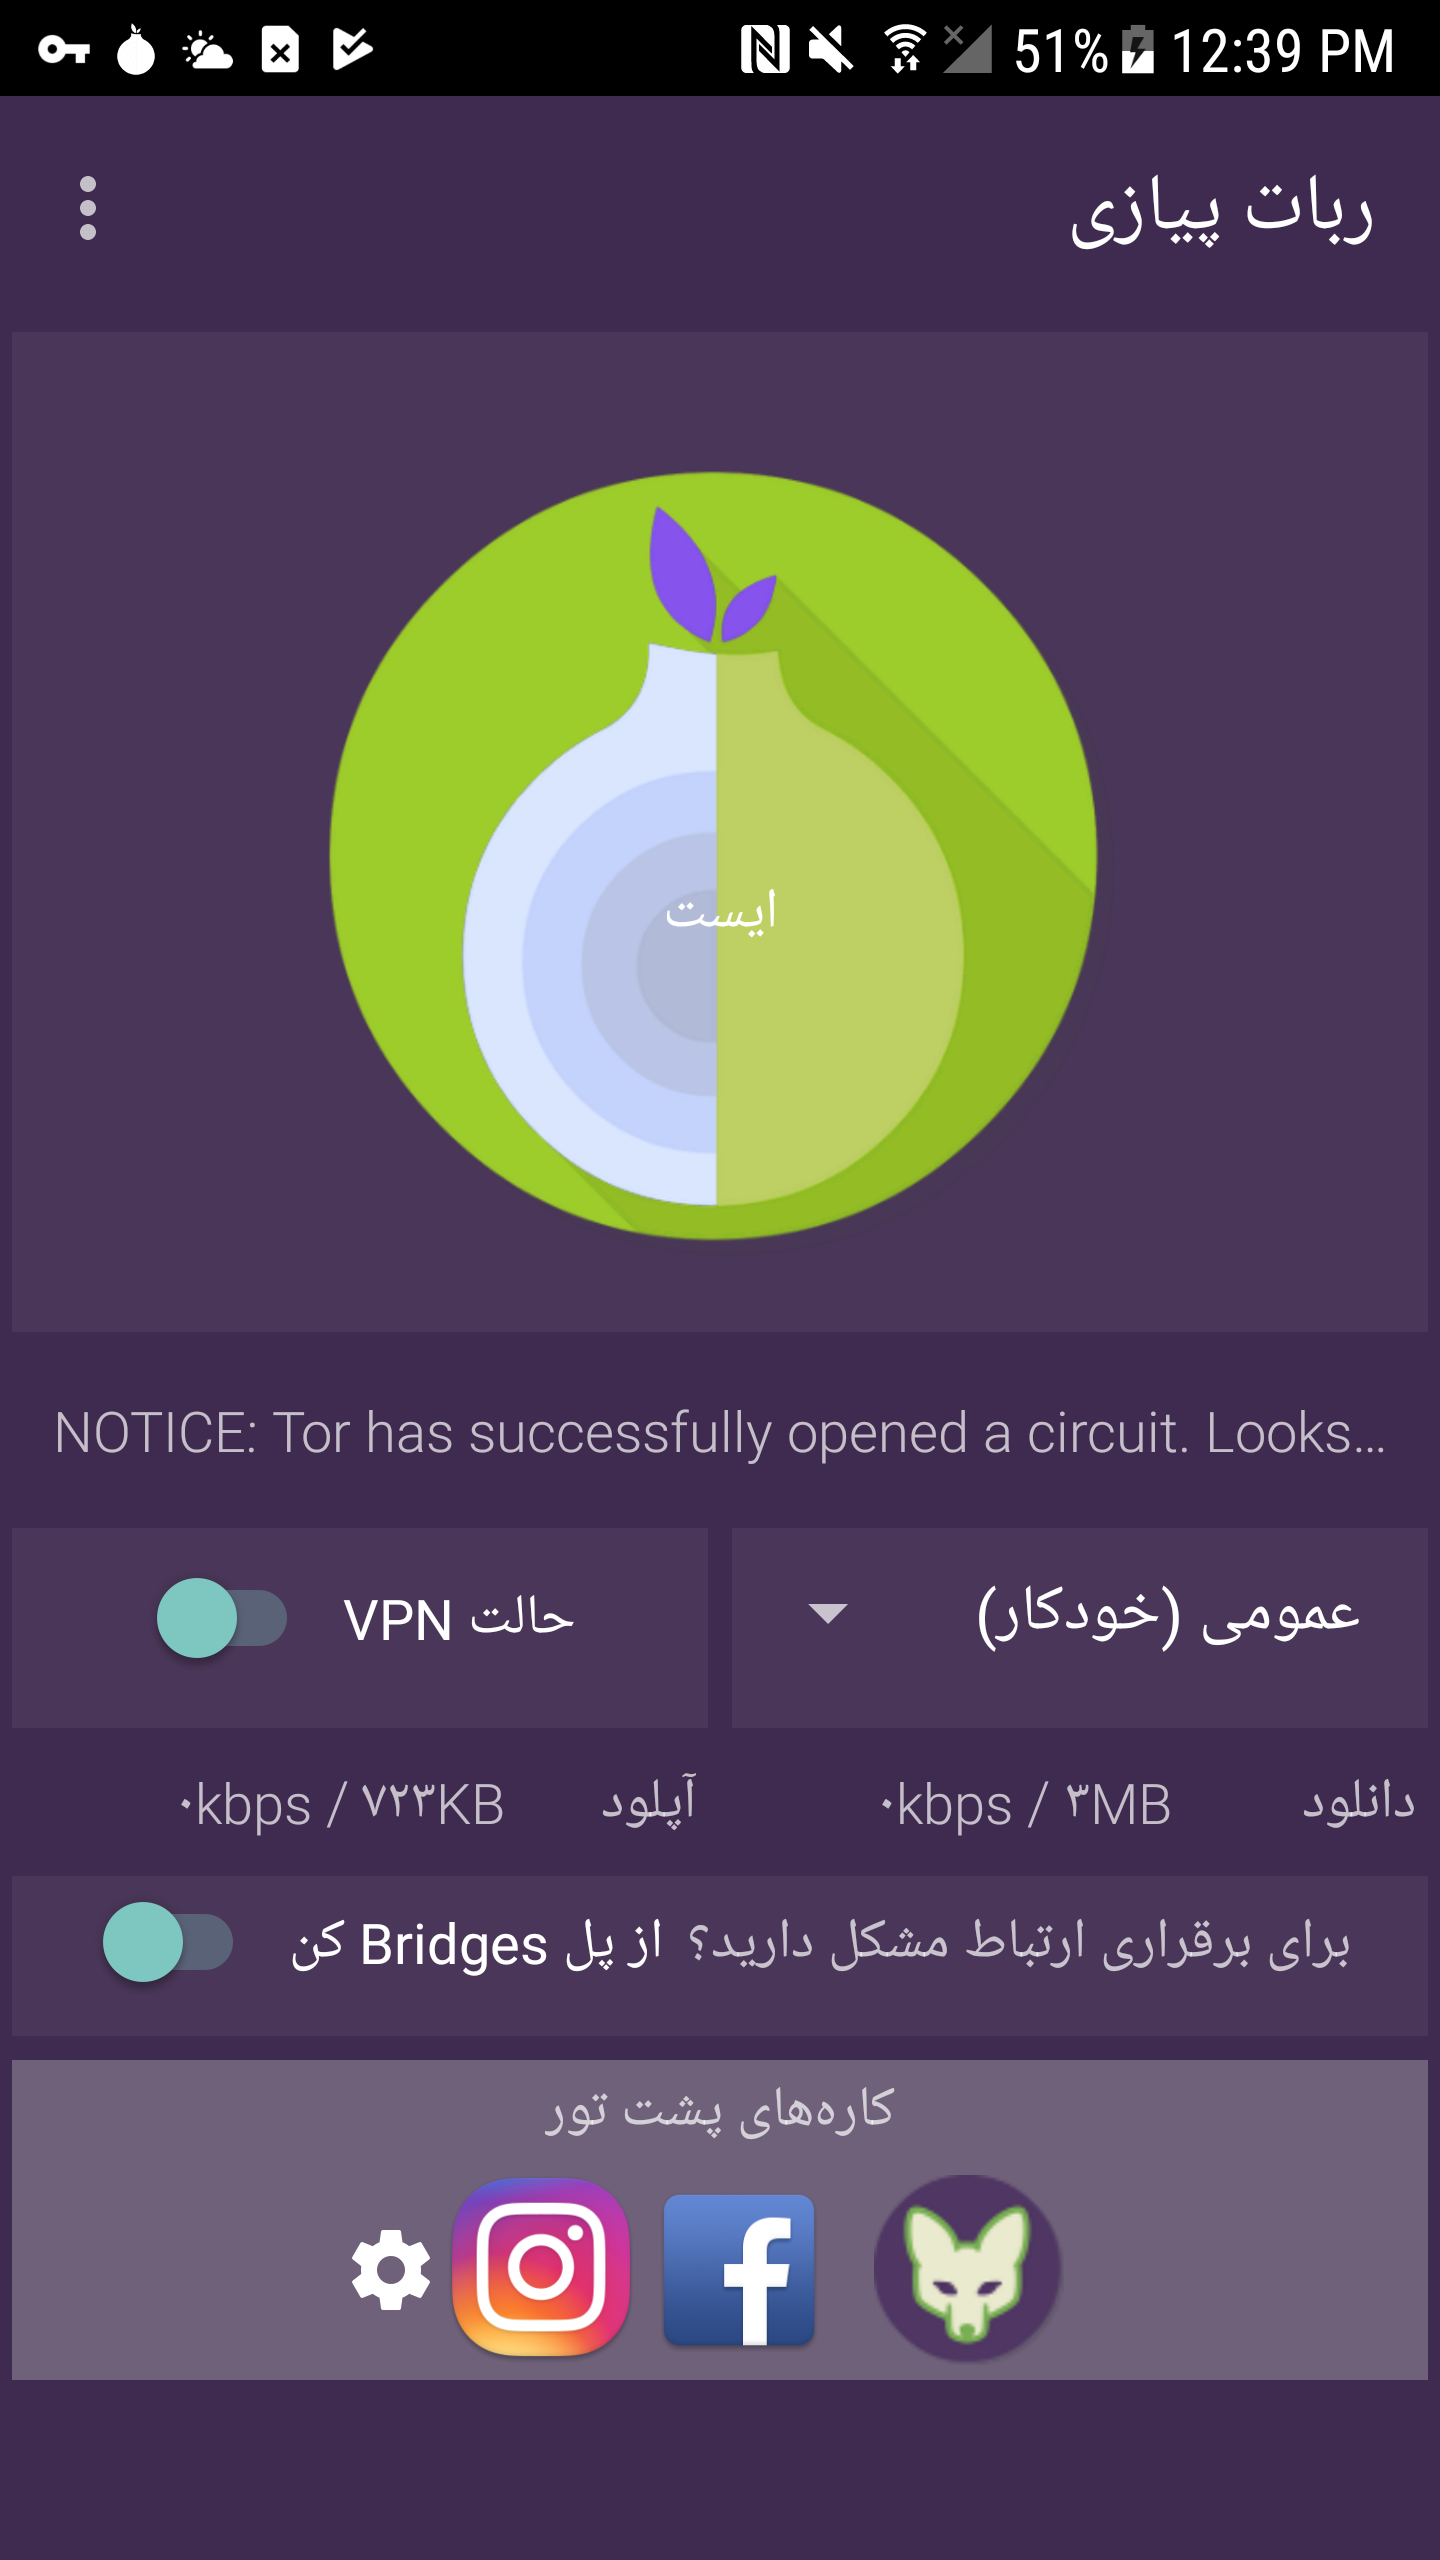 51% 12:39 PM
ربات پیازی
ایست
NOTICE: Tor has successfully opened a circuit. Looks…
عمومی (خودکار)
حالت VPN
دانلود
۰kbps / ۳MB
آپلود
۰kbps / ۷۲۳KB
برای برقراری ارتباط مشکل دارید؟ از پل Bridges کن
کاره‌های پشت تور